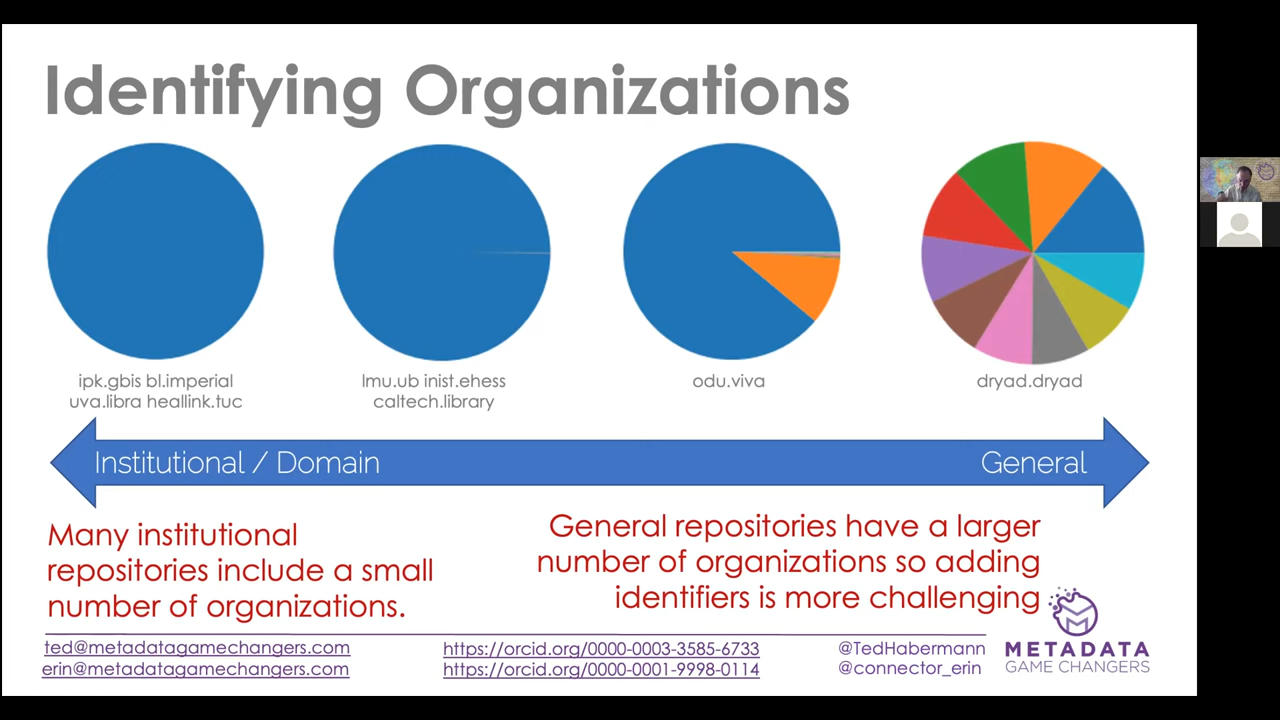 Identifying Organizations
ipk.gbis bl.imperial
uva.libra heallink.tuc
lmu.ub inist.ehess
caltech.library
odu.viva
dryad.dryad
Institutional / Domain
General
Many institutional
repositories include a small
number of organizations.
General repositories have a larger
number of organizations so adding
identifiers is more challenging
ted@metadatagamechangers.com
erin@metadatagamechangers.com
https://orcid.org/0000-0003-3585-6733
https://orcid.org/0000-0001-9998-0114
@TedHabermann
@connector_erin
METADATA
GAME CHANGERS